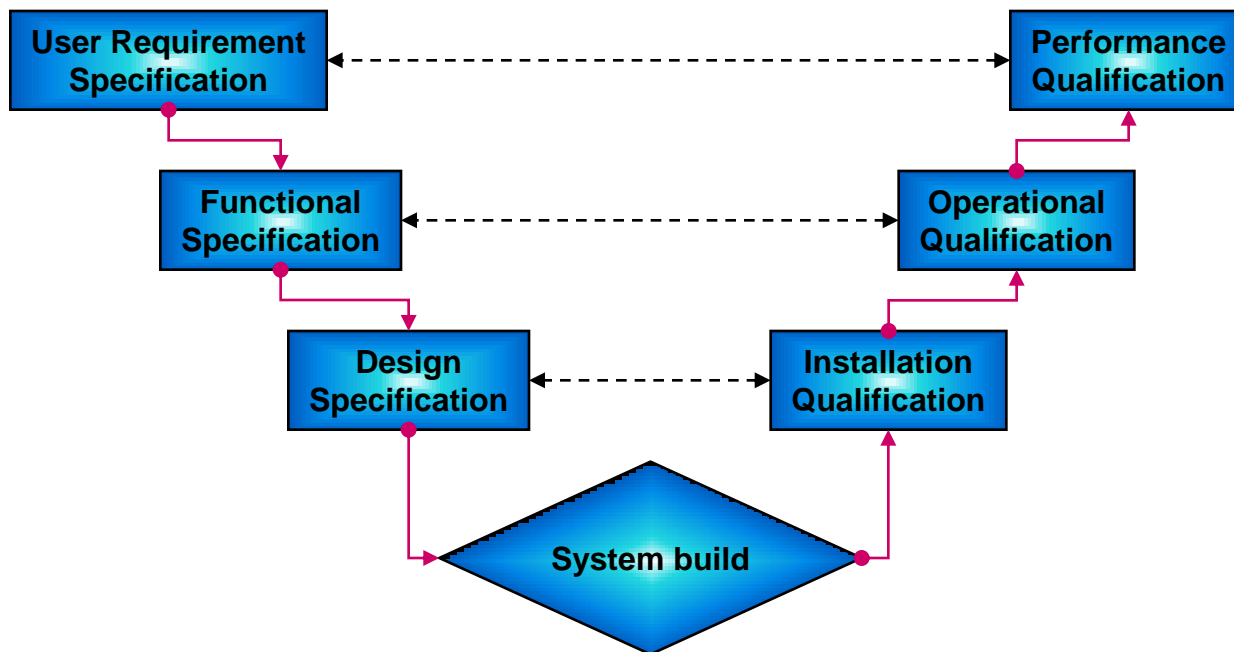 User Requirement
Specification
Performance
Qualification
Functional
Specification
Operational
Qualification
Design
Specification
Installation
Qualification
System build